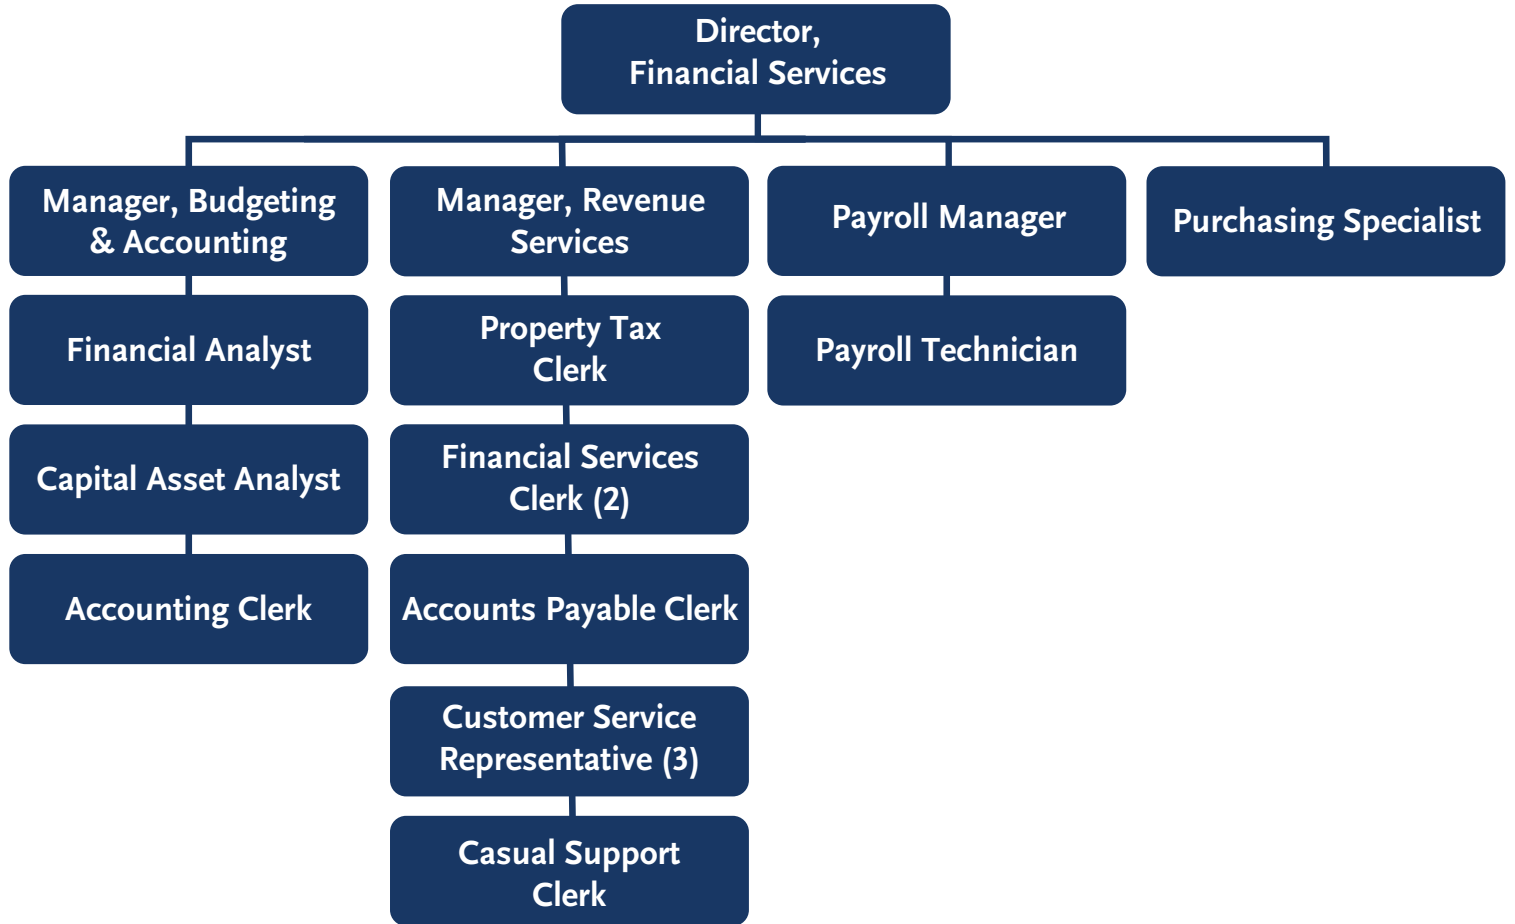 Director,
Financial Services
Manager, Budgeting
& Accounting
Manager, Revenue
Services
Payroll Manager
Purchasing Specialist
Financial Analyst
Property Tax
Clerk
Payroll Technician
Capital Asset Analyst
Financial Services
Clerk (2)
Accounting Clerk
Accounts Payable Clerk
Customer Service
Representative (3)
Casual Support
Clerk